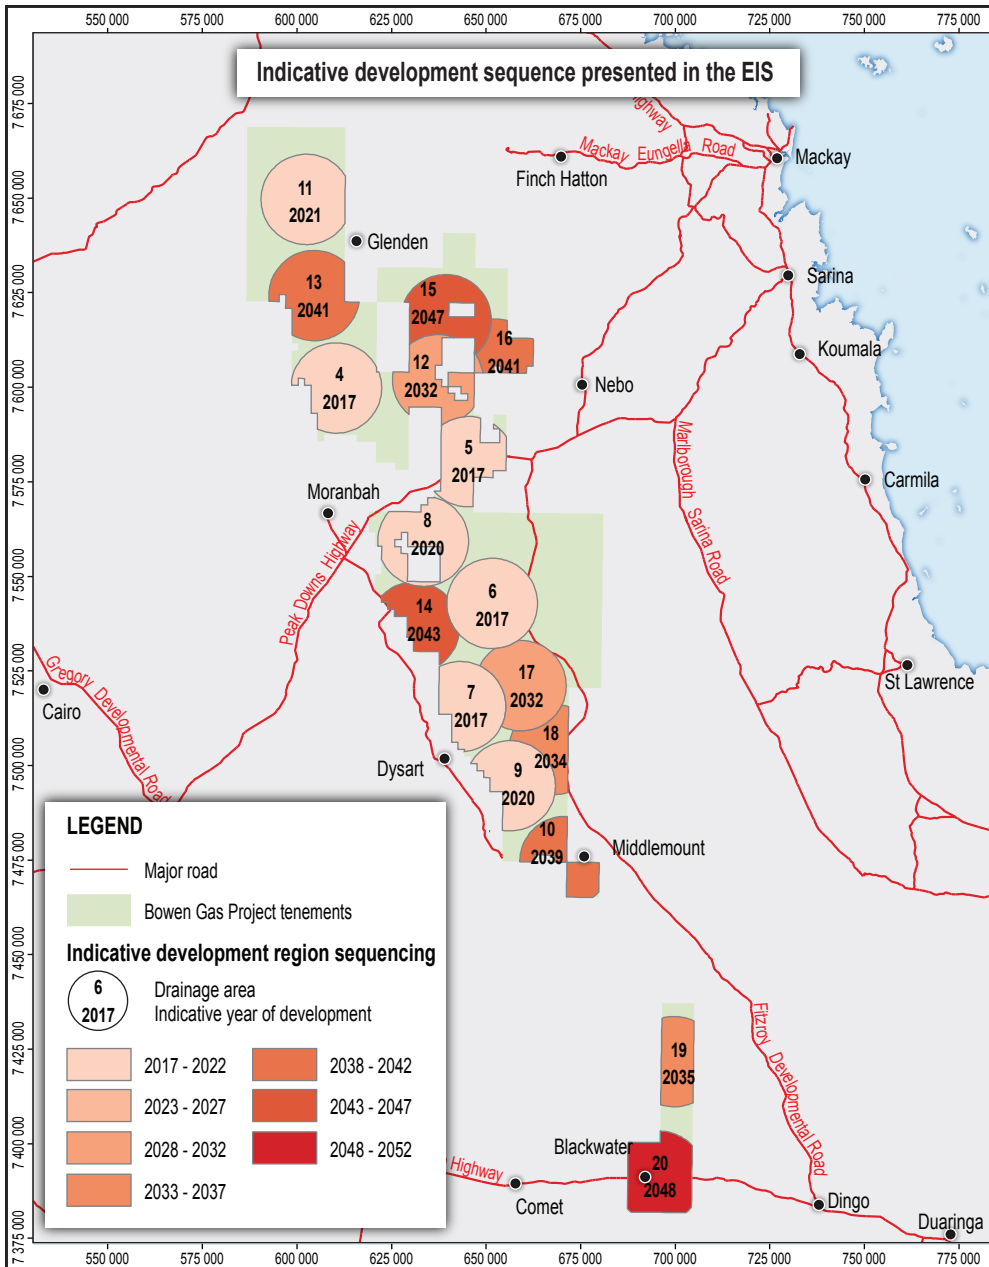 550 000 575 000 600 000 625 000 650 000 675 000 700 000 725 000 750 000 775 000
Indicative development sequence presented in the EIS
7 675 000
7 650 000
7 625 000
7 600 000
7 575 000
7 550 000
7 525 000
7 500 000
7 475 000
7 450 000
7 425 000
7 400 000
7 375 000
Highway
Mackay Eungella Road
Mackay
Finch Hatton
11
2021
Glenden
13
2041
Sarina
15
2047
16
2041
Koumala
12
2032
4
2017
Nebo
5
2017
Marlborough Sarina Road
Carmila
Moranbah
8
2020
Peak Downs Highway
6
2017
14
2043
Gregory Developmental Road
Cairo
17
2032
St Lawrence
7
2017
18
2034
Dysart
9
2020
10
2039
Middlemount
LEGEND
Major road
Bowen Gas Project tenements
Indicative development region sequencing
6
2017
Drainage area
Indicative year of development
2017 - 2022
2023 - 2027
2028 - 2032
2033 - 2037
2038 - 2042
2043 - 2047
2048 - 2052
Fitzroy Developmental Road
19
2035
Blackwater
20
2048
Highway
Comet
Dingo
Duaringa
550 000 575 000 600 000 625 000 650 000 675 000 700 000 725 000 750 000 775 000